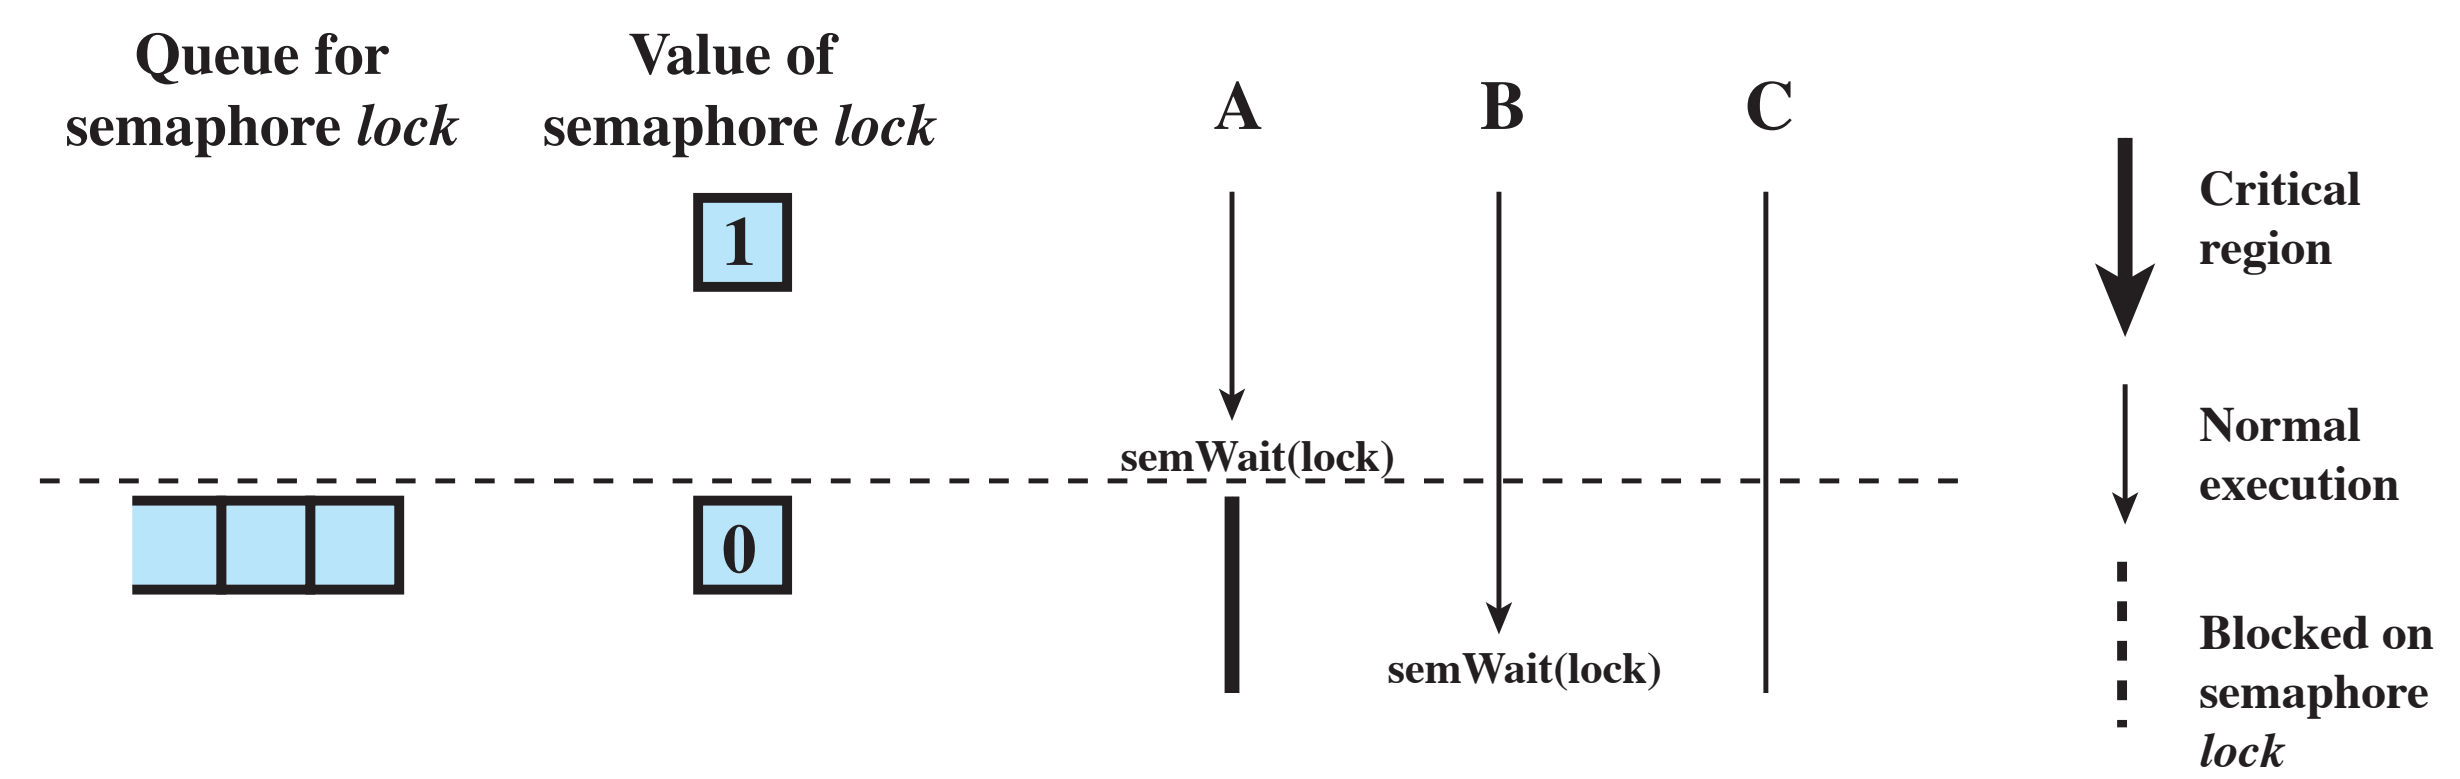 Queue for
semaphore lock
Value of
semaphore lock
A
B
C
1
Critical
region
Normal
execution
semWait(lock)
0
semWait(lock)
Blocked on
semaphore
lock